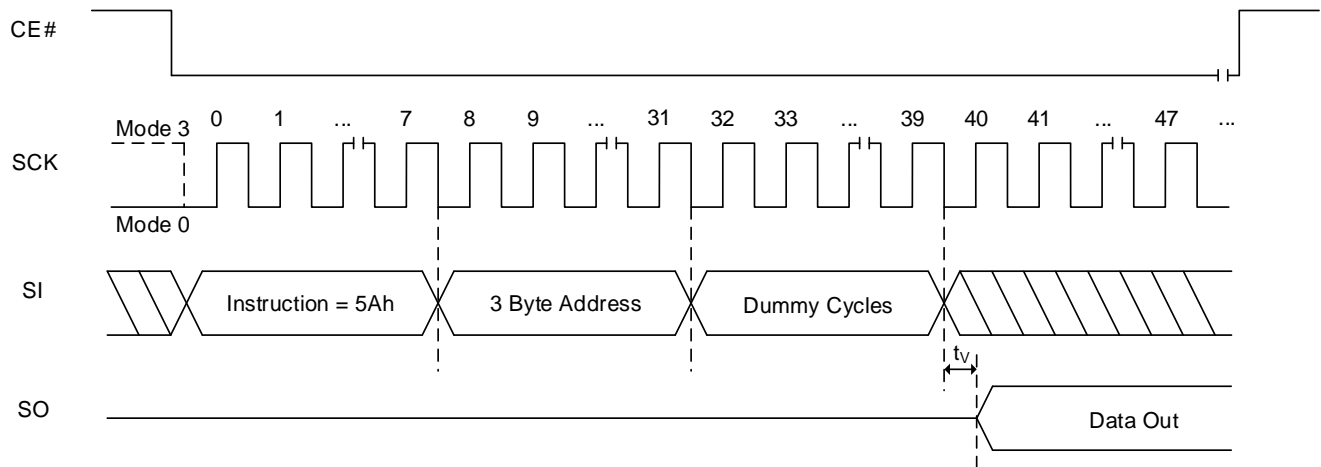 CE#
Mode 3
0 1 ... 7 8 9 ... 31 32 33 ... 39 40 41 ... 47 ...
SCK
Mode 0
SI
Instruction = 5Ah
3 Byte Address
Dummy Cycles
tV
SO
Data Out